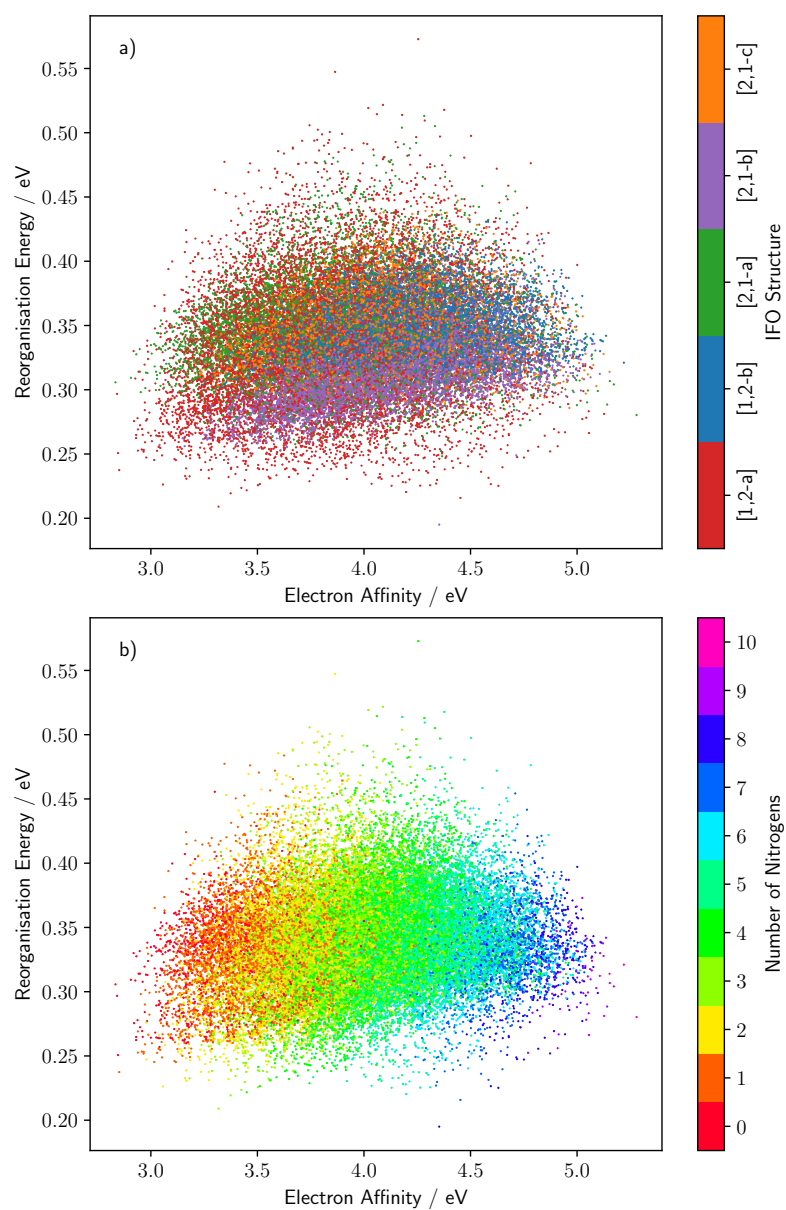 a)
0.55
0.50
0.45
0.40
0.35
0.30
0.25
0.20
Reorganisation Energy / eV
3.0 3.5 4.0 4.5 5.0
Electron Affinity / eV
[2,1-c]
[2,1-b]
[2,1-a]
[1,2-b]
[1,2-a]
IFO Structure
b)
0.55
0.50
0.45
0.40
0.35
0.30
0.25
0.20
Reorganisation Energy / eV
3.0 3.5 4.0 4.5 5.0
Electron Affinity / eV
10
9
8
7
6
5
4
3
2
1
0
Number of Nitrogens